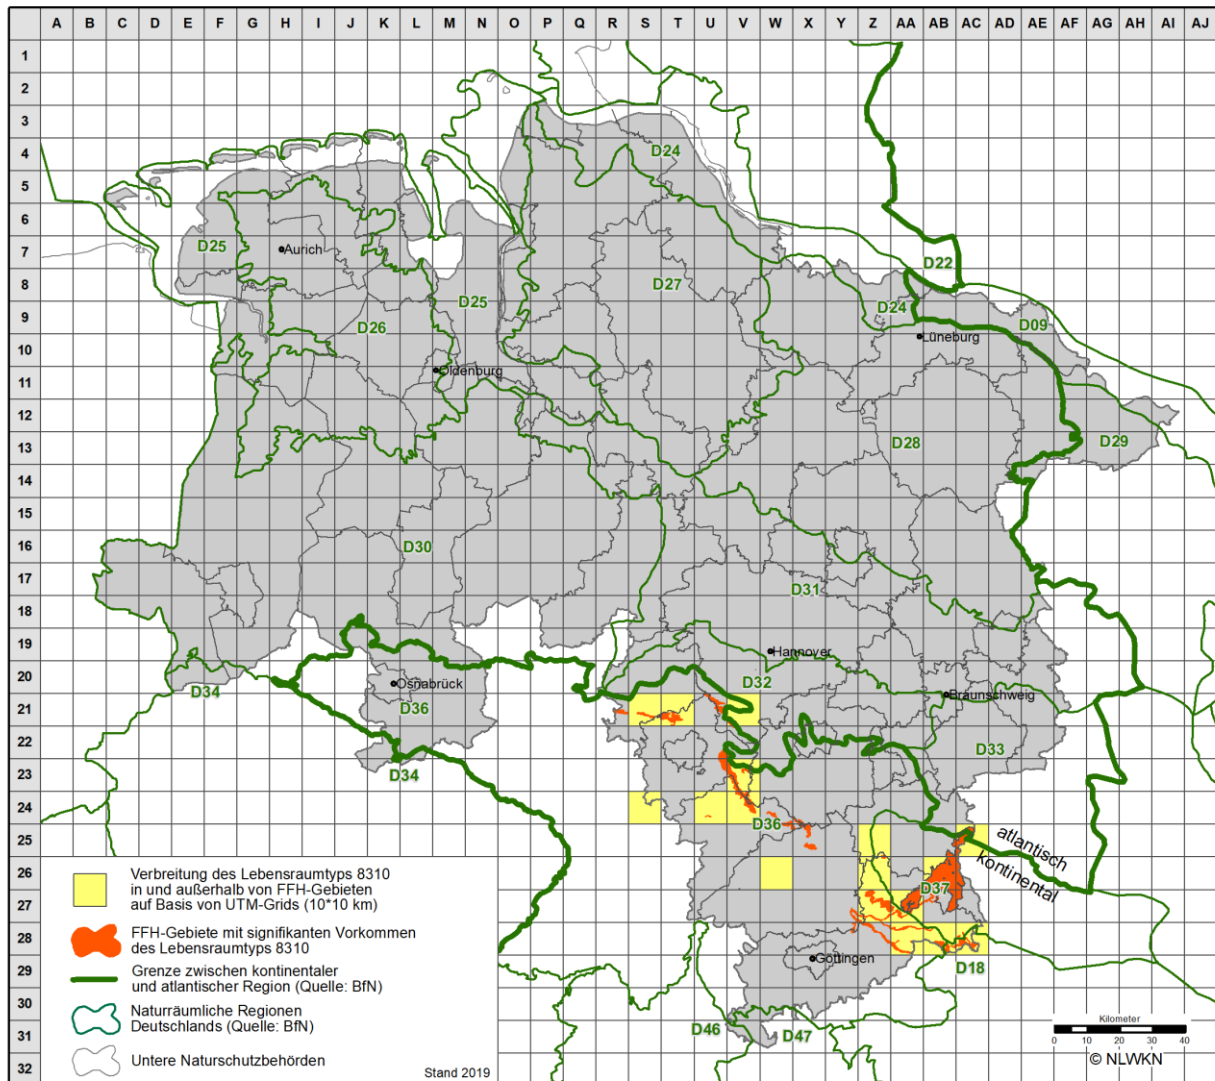 A B C D E F G H I J K L M N O P Q R S T U V W X Y Z AA AB AC AD AE AF AG AH AI AJ
1
2
3
4
D24
5
6
D25
Aurich
7
D22
8
D27
D25
D24
9
D26
D09
Lüneburg
10
Oldenburg
11
12
D28
D29
13
14
15
16
D30
17
D31
18
19
Hannover
20
D34
Osnabrück
D32
Braunschweig
D36
21
22
D33
D34
23
24
D36
25
atlantisch
kontinental
26
D37
27
28
Göttingen
29
D18
30
D46
D47
31
32
Verbreitung des Lebensraumtyps 8310
in und außerhalb von FFH-Gebieten
auf Basis von UTM-Grids (10*10 km)
FFH-Gebiete mit signifikanten Vorkommen
des Lebensraumtyps 8310
Grenze zwischen kontinentaler
und atlantischer Region (Quelle: BfN)
Naturräumliche Regionen
Deutschlands (Quelle: BfN)
Untere Naturschutzbehörden
Stand 2019
Kilometer
0 5 10 20 30 40
© NLWKN